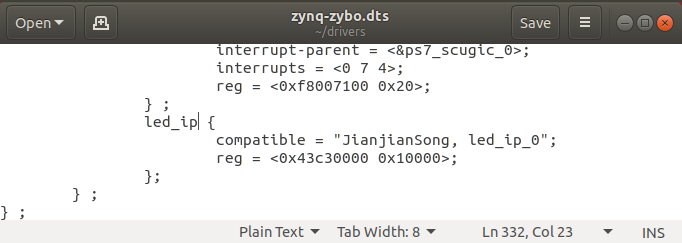 Open
zynq-zybo.dts
~/drivers
Save
interrupt-parent = <&ps7_scugic_0>;
interrupts = <0 7 4>;
reg = <0xf8007100 0x20>;
} ;
led_ip {
compatible = "JianjianSong, led_ip_0";
reg = <0x43c30000 0x10000>;
};
} ;
} ;
Plain Text Tab Width: 8 Ln 332, Col 23 INS